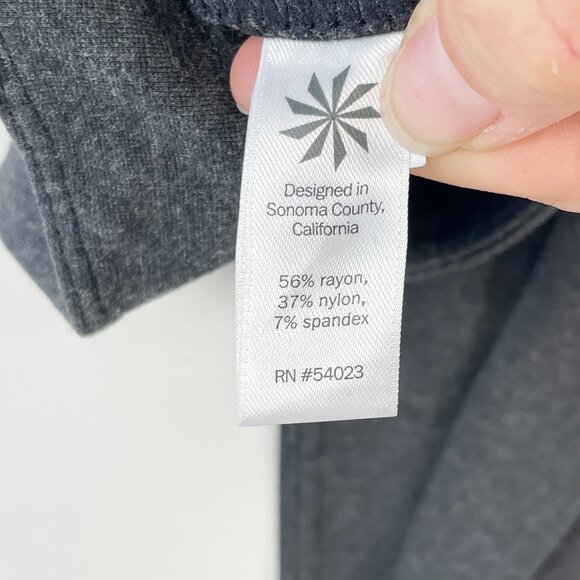 Designed in
Sonoma County,
California
56% rayon,
37% nylon,
7% spandex
RN #54023